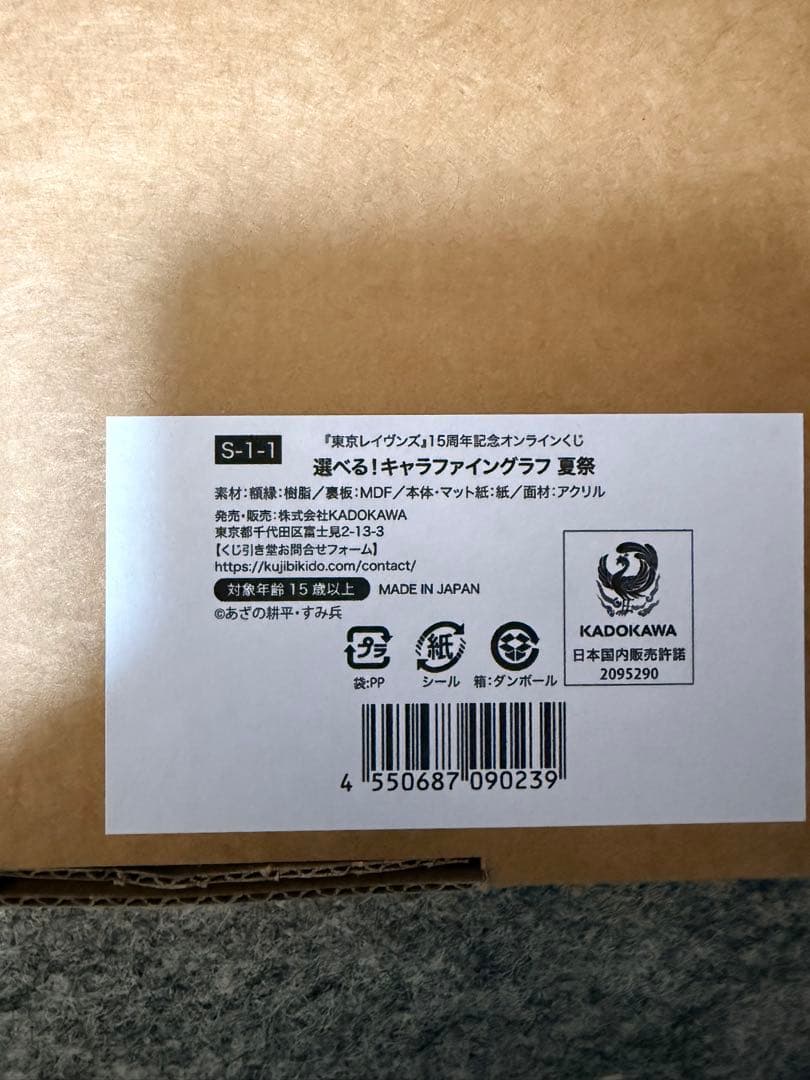 S-1-1
『東京レイヴンズ』15周年記念オンラインくじ
選べる!キャラファイングラフ 夏祭
素材:額縁:樹脂/裏板:MDF/本体・マット紙:紙/面材:アクリル
発売・販売:株式会社KADOKAWA
東京都千代田区富士見2-13-3
【くじ引き堂お問合せフォーム】
https://kujibikido.com/contact/
対象年齢 15歳以上 MADE IN JAPAN
©あざの耕平・すみ兵
プラ
袋:PP
紙
シール
箱:ダンボール
KADOKAWA
日本国内販売許諾
2095290
4 550687 090239